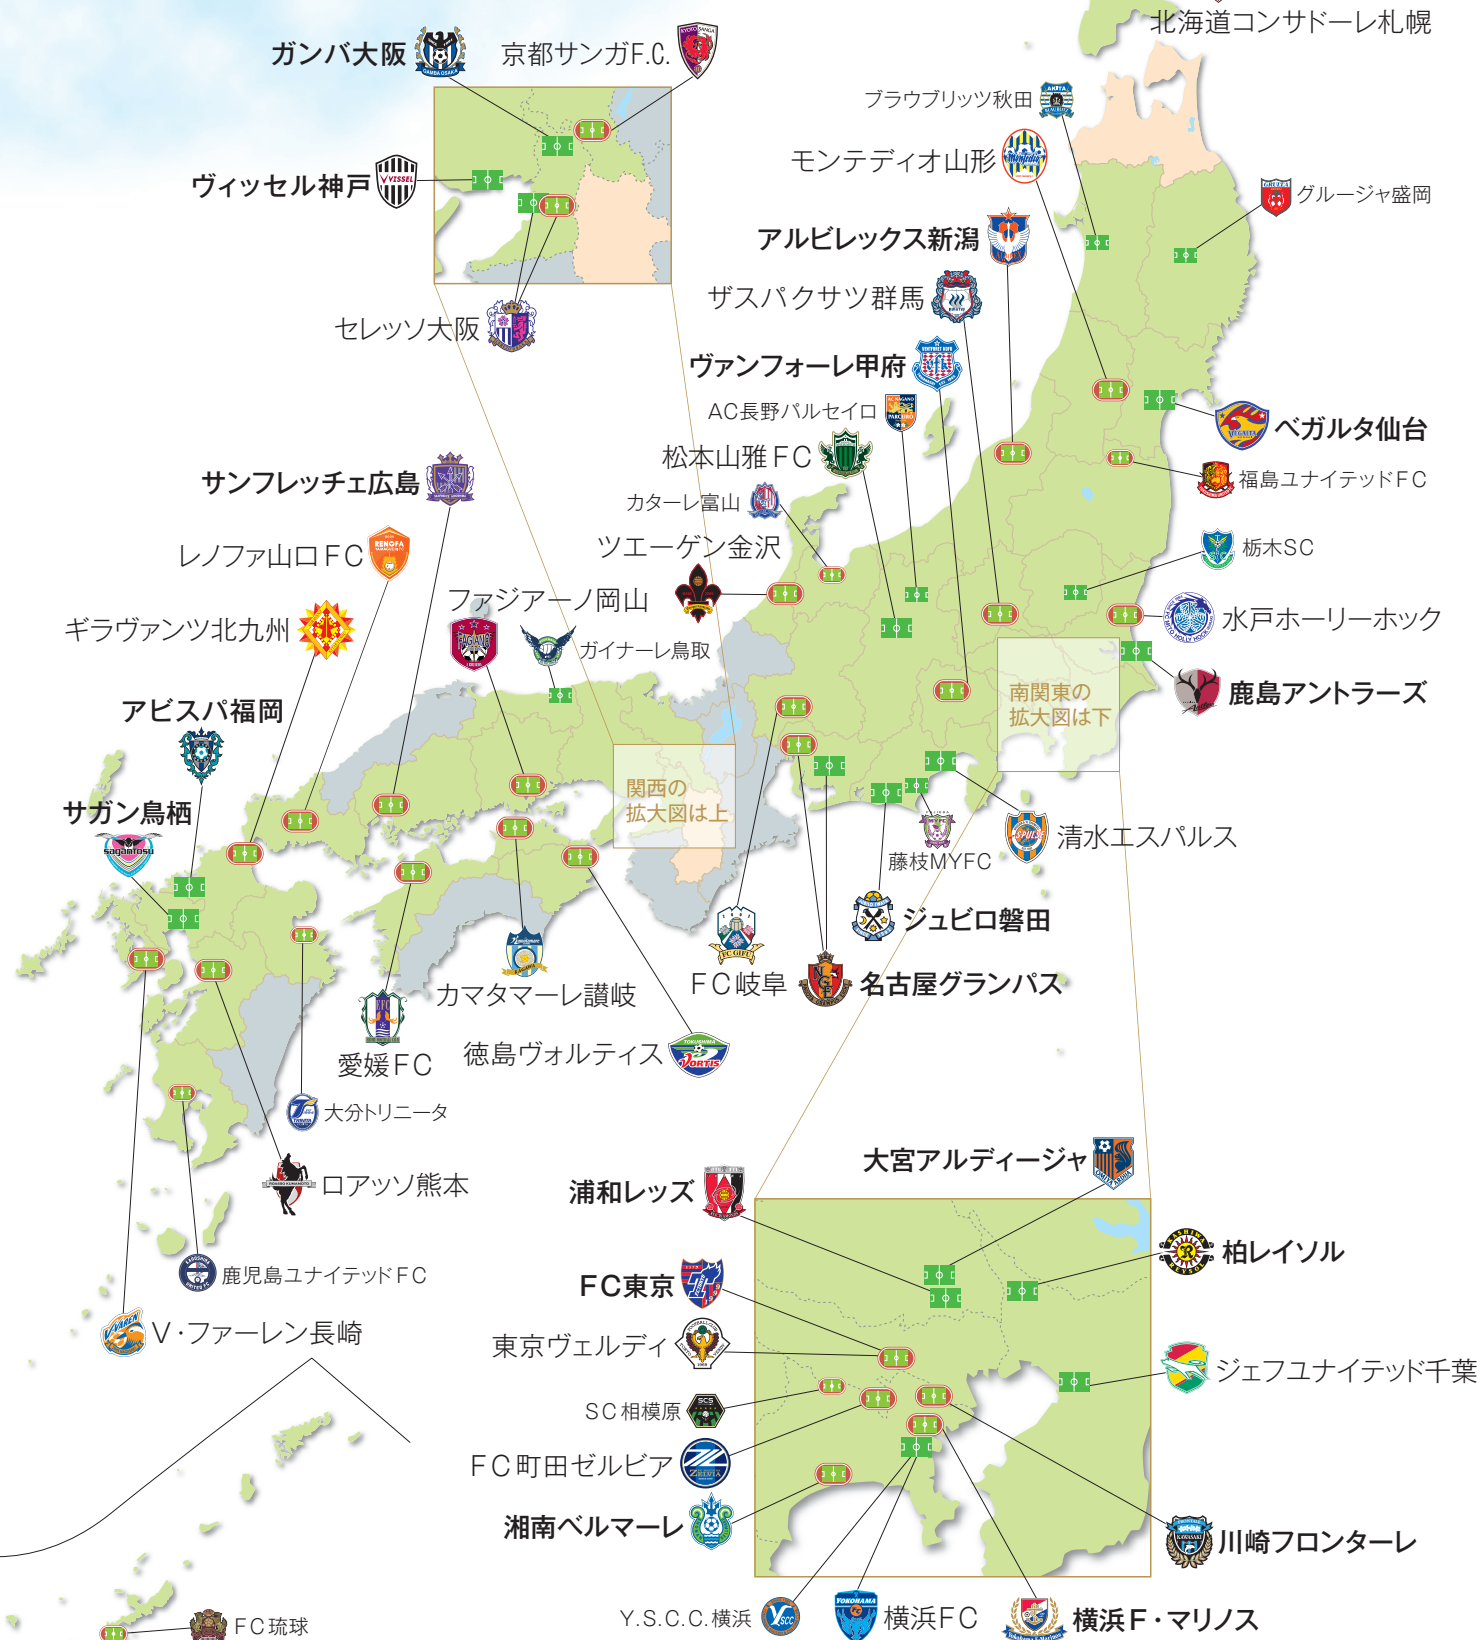 北海道コンサドーレ札幌
ガンバ大阪
京都サンガF.C.
ブラウブリッツ秋田
モンテディオ山形
ヴィッセル神戸
VISSEL
グルージャ盛岡
アルビレックス新潟
ザスパクサツ群馬
セレッソ大阪
ヴァンフォーレ甲府
AC長野パルセイロ
ベガルタ仙台
松本山雅FC
サンフレッチェ広島
福島ユナイテッドFC
カターレ富山
レノファ山口FC
RENOFA
ツエーゲン金沢
栃木SC
ファジアーノ岡山
ギラヴァンツ北九州
水戸ホーリーホック
ガイナーレ鳥取
鹿島アントラーズ
南関東の
拡大図は下
アビスパ福岡
関西の
拡大図は上
サガン鳥栖
sagantosu
清水エスパルス
藤枝MYFC
ジュビロ磐田
FC岐阜
FC GIFU
名古屋グランパス
カマタマーレ讃岐
愛媛FC
徳島ヴォルティス
TOKUSHIMA
VORTIS
大分トリニータ
大宮アルディージャ
ロアッソ熊本
浦和レッズ
柏レイソル
KASHIWA
REYSOL
鹿児島ユナイテッドFC
FC東京
V・ファーレン長崎
東京ヴェルディ
ジェフユナイテッド千葉
SC相模原
SCS
FC町田ゼルビア
ZELVIA
湘南ベルマーレ
川崎フロンターレ
Y.S.C.C.横浜
YSCC
横浜FC
YOKOHAMA
横浜F・マリノス
FC琉球